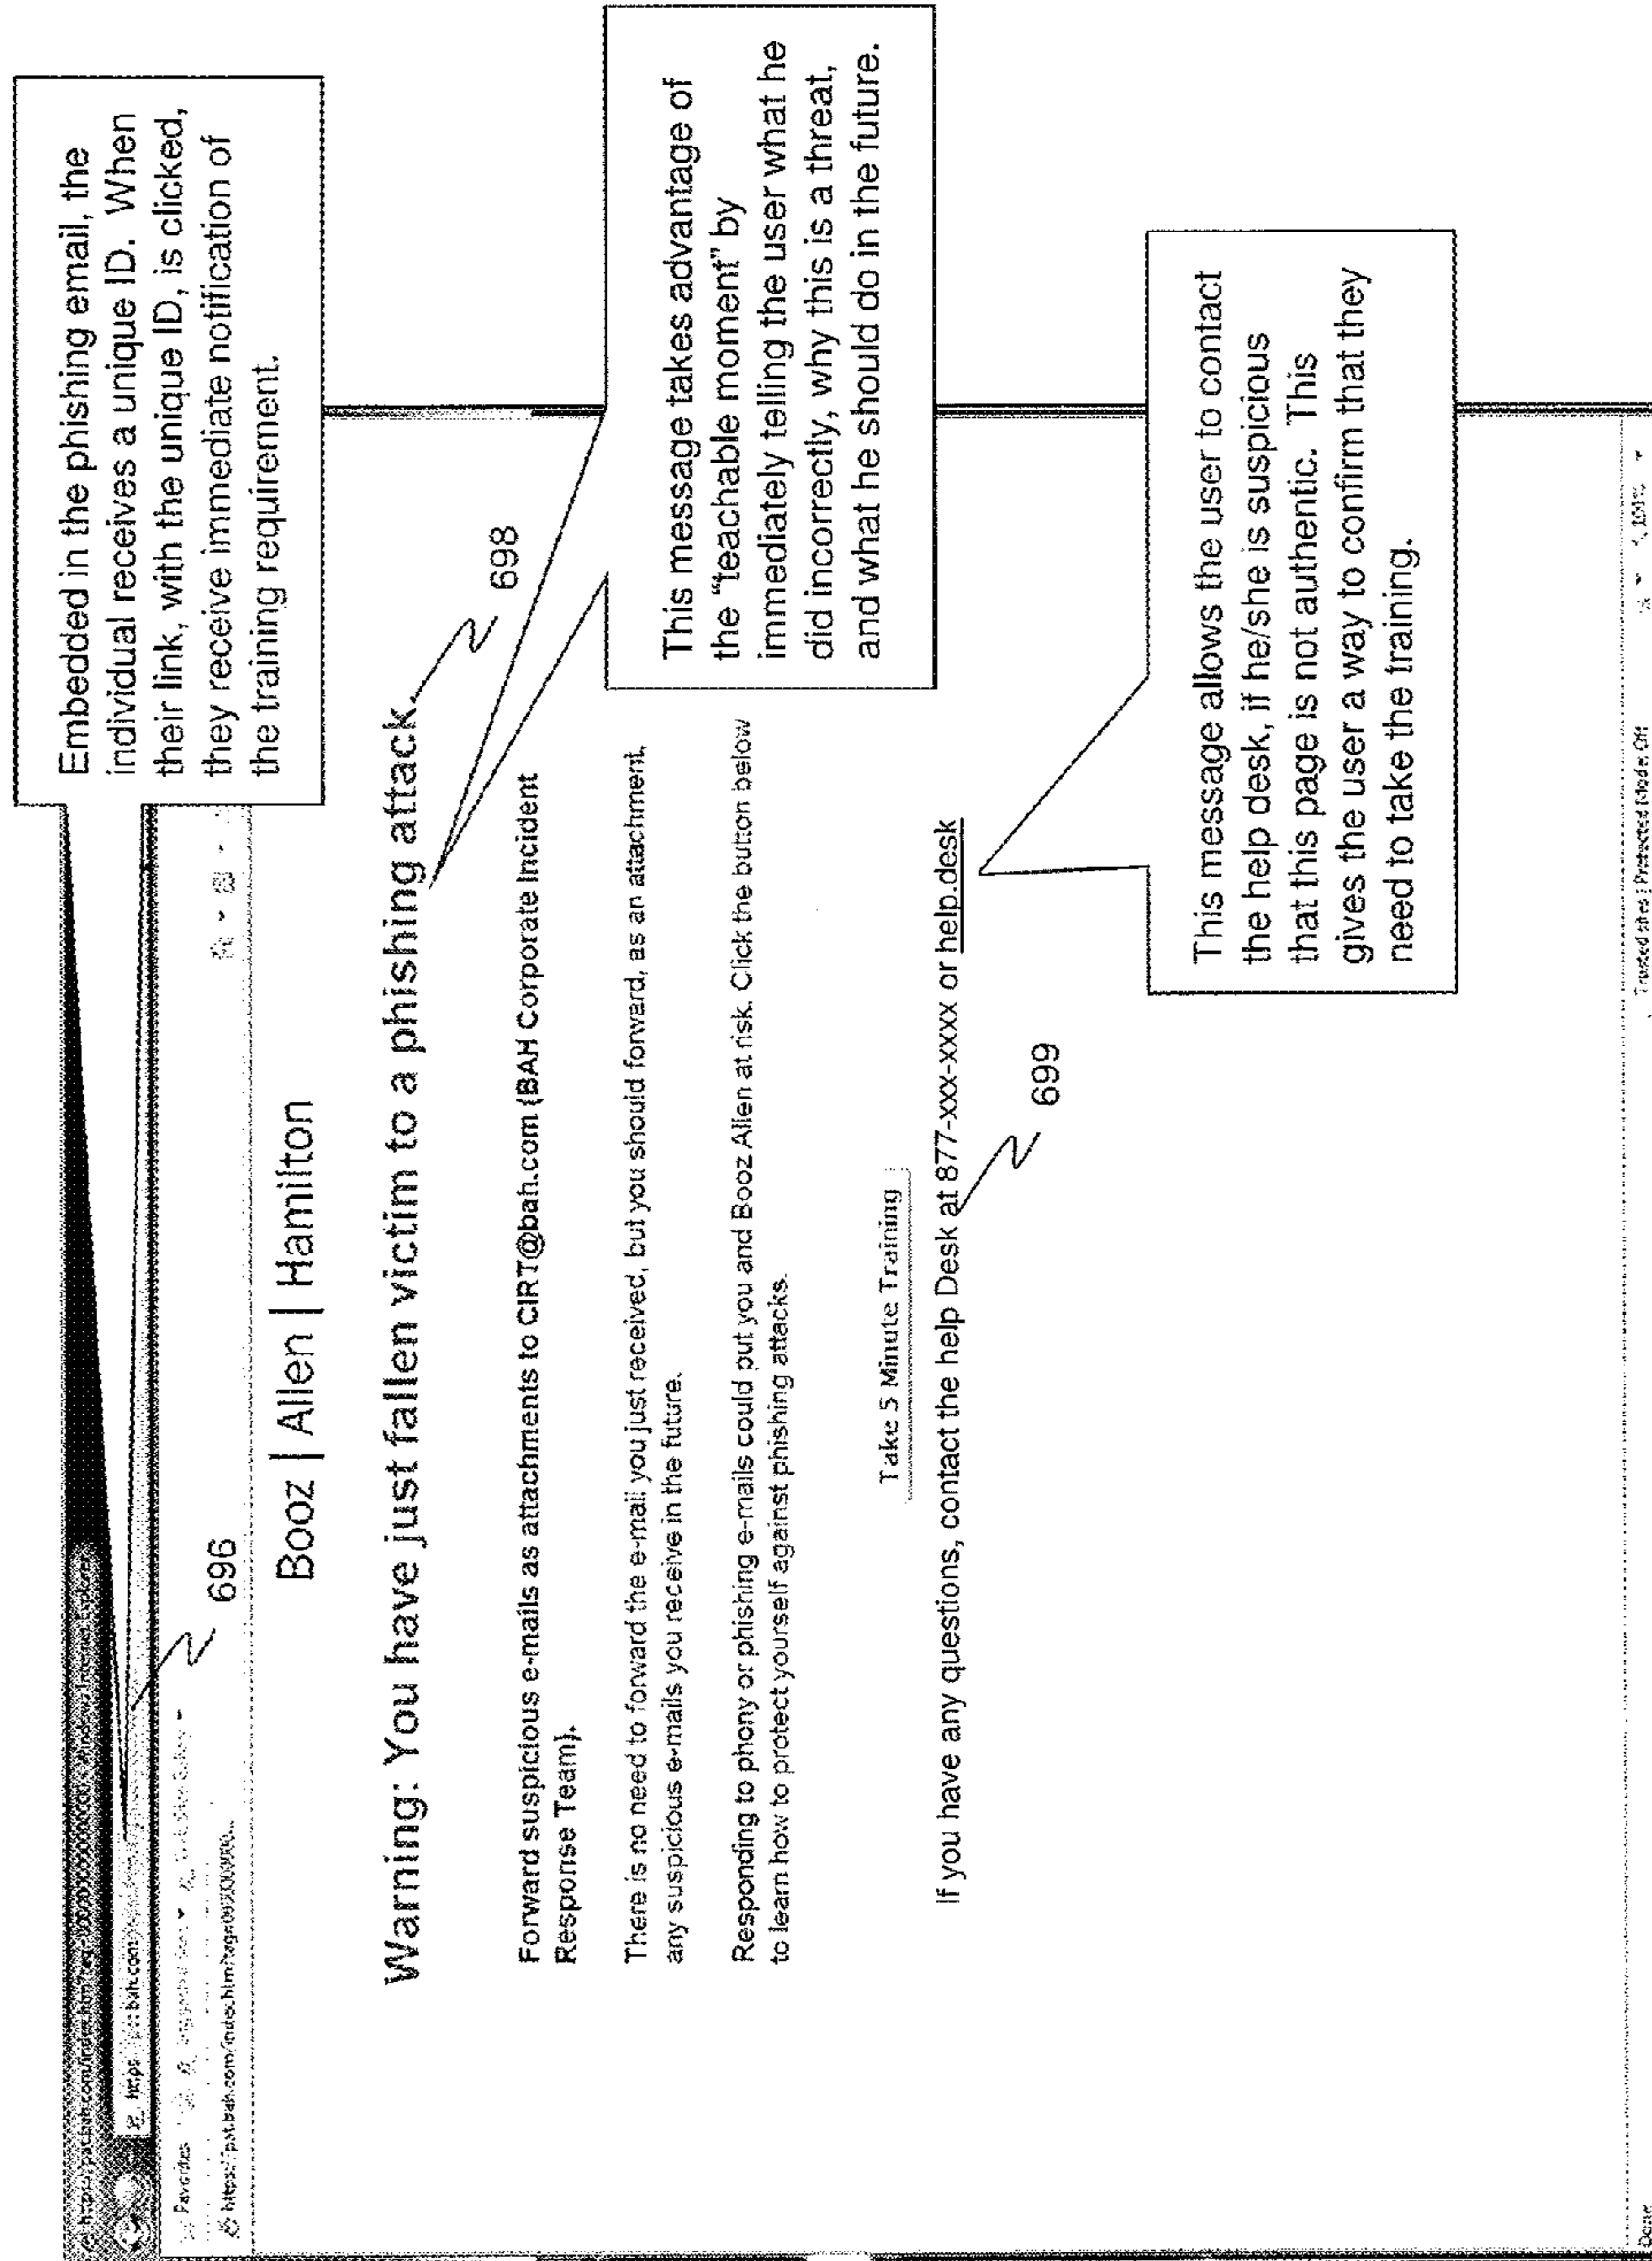 Embedded in the phishing email, the
individual receives a unique ID. When
their link, with the unique ID, is clicked,
they receive immediate notification of
the training requirement.
Favorites
696
Booz | Allen | Hamilton
Warning: You have just fallen victim to a phishing attack.
698
This message takes advantage of
the "teachable moment" by
immediately telling the user what he
did incorrectly, why this is a threat,
and what he should do in the future.
Forward suspicious e-mails as attachments to CIRT@bah.com (BAH Corporate Incident
Response Team).
There is no need to forward the e-mail you just received, but you should forward, as an attachment,
any suspicious e-mails you receive in the future.
Responding to phony or phishing e-mails could put you and Booz Allen at risk. Click the button below
to learn how to protect yourself against phishing attacks.
Take 5 Minute Training
If you have any questions, contact the help Desk at 877-xxx-xxxx or help.desk
699
This message allows the user to contact
the help desk, if he/she is suspicious
that this page is not authentic. This
gives the user a way to confirm that they
need to take the training.
Done
Trusted sites | Protected Mode: Off